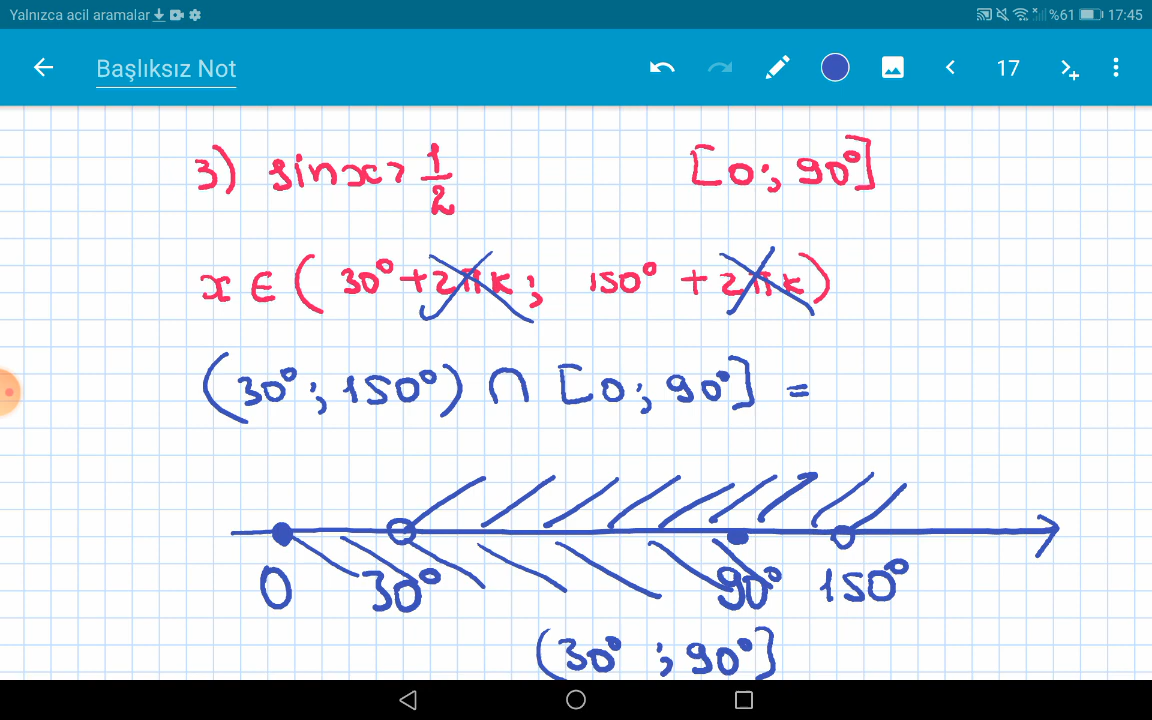 Yalnızca acil aramalar %61 17:45
Başlıksız Not 17
3) sinx>1/2 [0; 90°]
x ∈ (30°+2πk; 150°+2πk)
(30°; 150°) ∩ [0; 90°] =
0 30° 90° 150°
(30°; 90°]